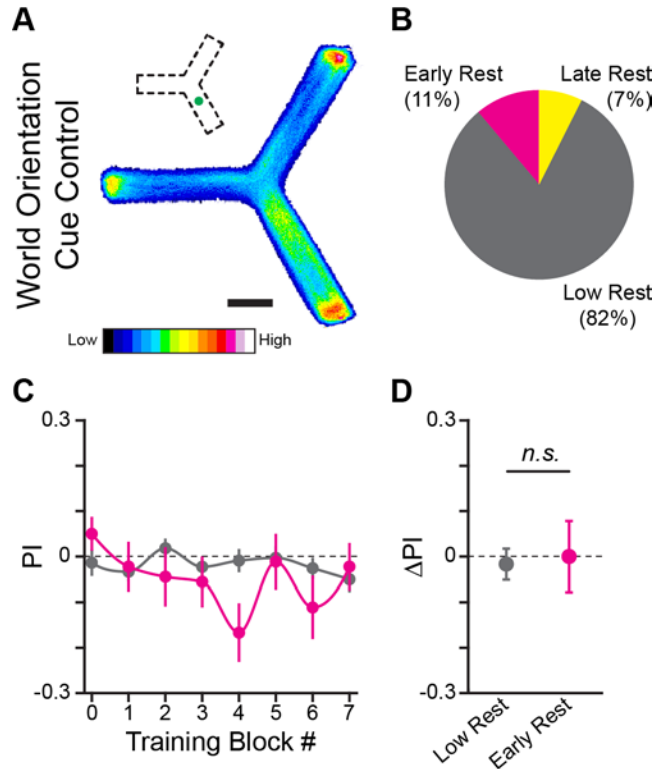 A
World Orientation
Cue Control
Low
High
B
Early Rest
(11%)
Late Rest
(7%)
Low Rest
(82%)
C
0.3
0
-0.3
PI
0 1 2 3 4 5 6 7
Training Block #
D
0.3
n.s.
0
-0.3
ΔPI
Low Rest
Early Rest